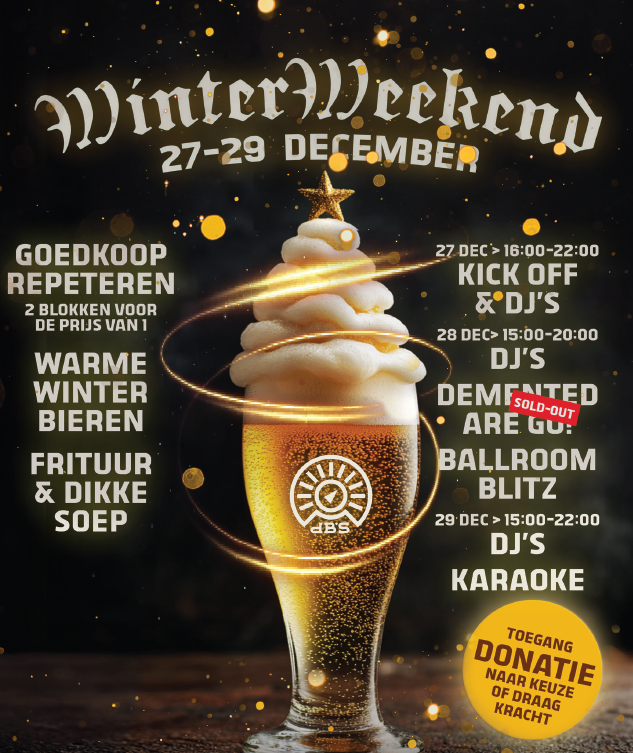 WinterWeekend
27-29 DECEMBER
GOEDKOOP
REPETEREN
2 BLOKKEN VOOR
DE PRIJS VAN 1
WARME
WINTER
BIEREN
FRITUUR
& DIKKE
SOEP
27 DEC > 16:00-22:00
KICK OFF
& DJ'S
28 DEC> 15:00-20:00
DJ'S
DEMENTED
ARE GO!
SOLD-OUT
BALLROOM
BLITZ
29 DEC > 15:00-22:00
DJ'S
KARAOKE
TOEGANG
DONATIE
NAAR KEUZE
OF DRAAG
KRACHT